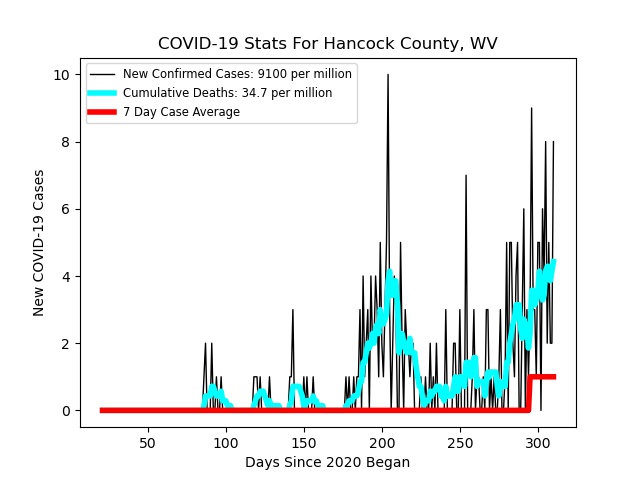 COVID-19 Stats For Hancock County, WV
New Confirmed Cases: 9100 per million
Cumulative Deaths: 34.7 per million
7 Day Case Average
10
8
6
4
2
0
New COVID-19 Cases
50 100 150 200 250 300
Days Since 2020 Began